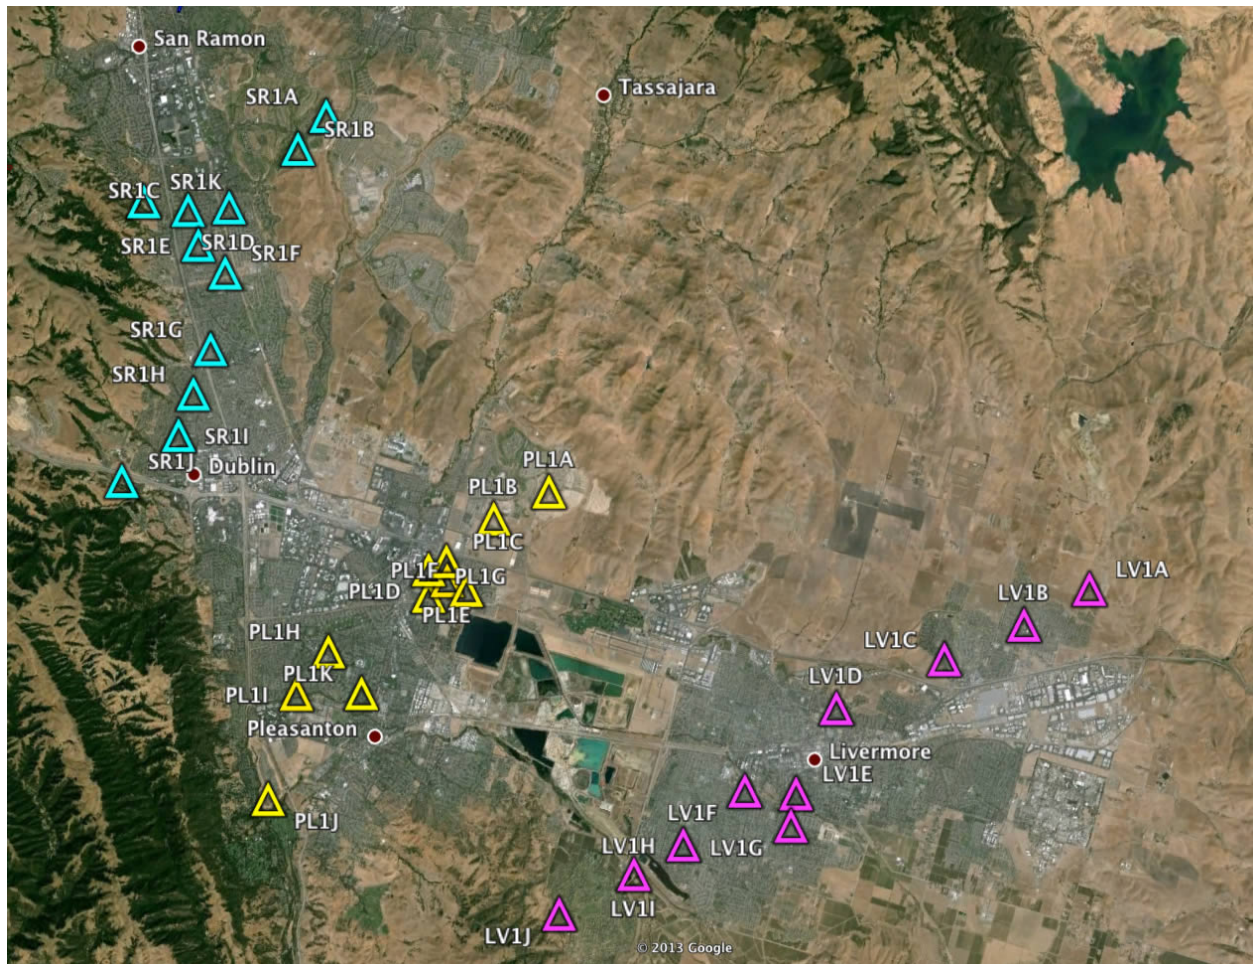 San Ramon
Tassajara
SR1A
SR1B
SR1K
SR1C
SR1E
SR1D
SR1F
SR1G
SR1H
SR1I
SR1J
Dublin
PL1A
PL1B
PL1C
PL1F
PL1G
PL1D
PL1E
LV1A
LV1B
PL1H
LV1C
PL1K
PL1I
LV1D
Pleasanton
Livermore
LV1E
LV1F
PL1J
LV1G
LV1H
LV1I
LV1J
© 2013 Google